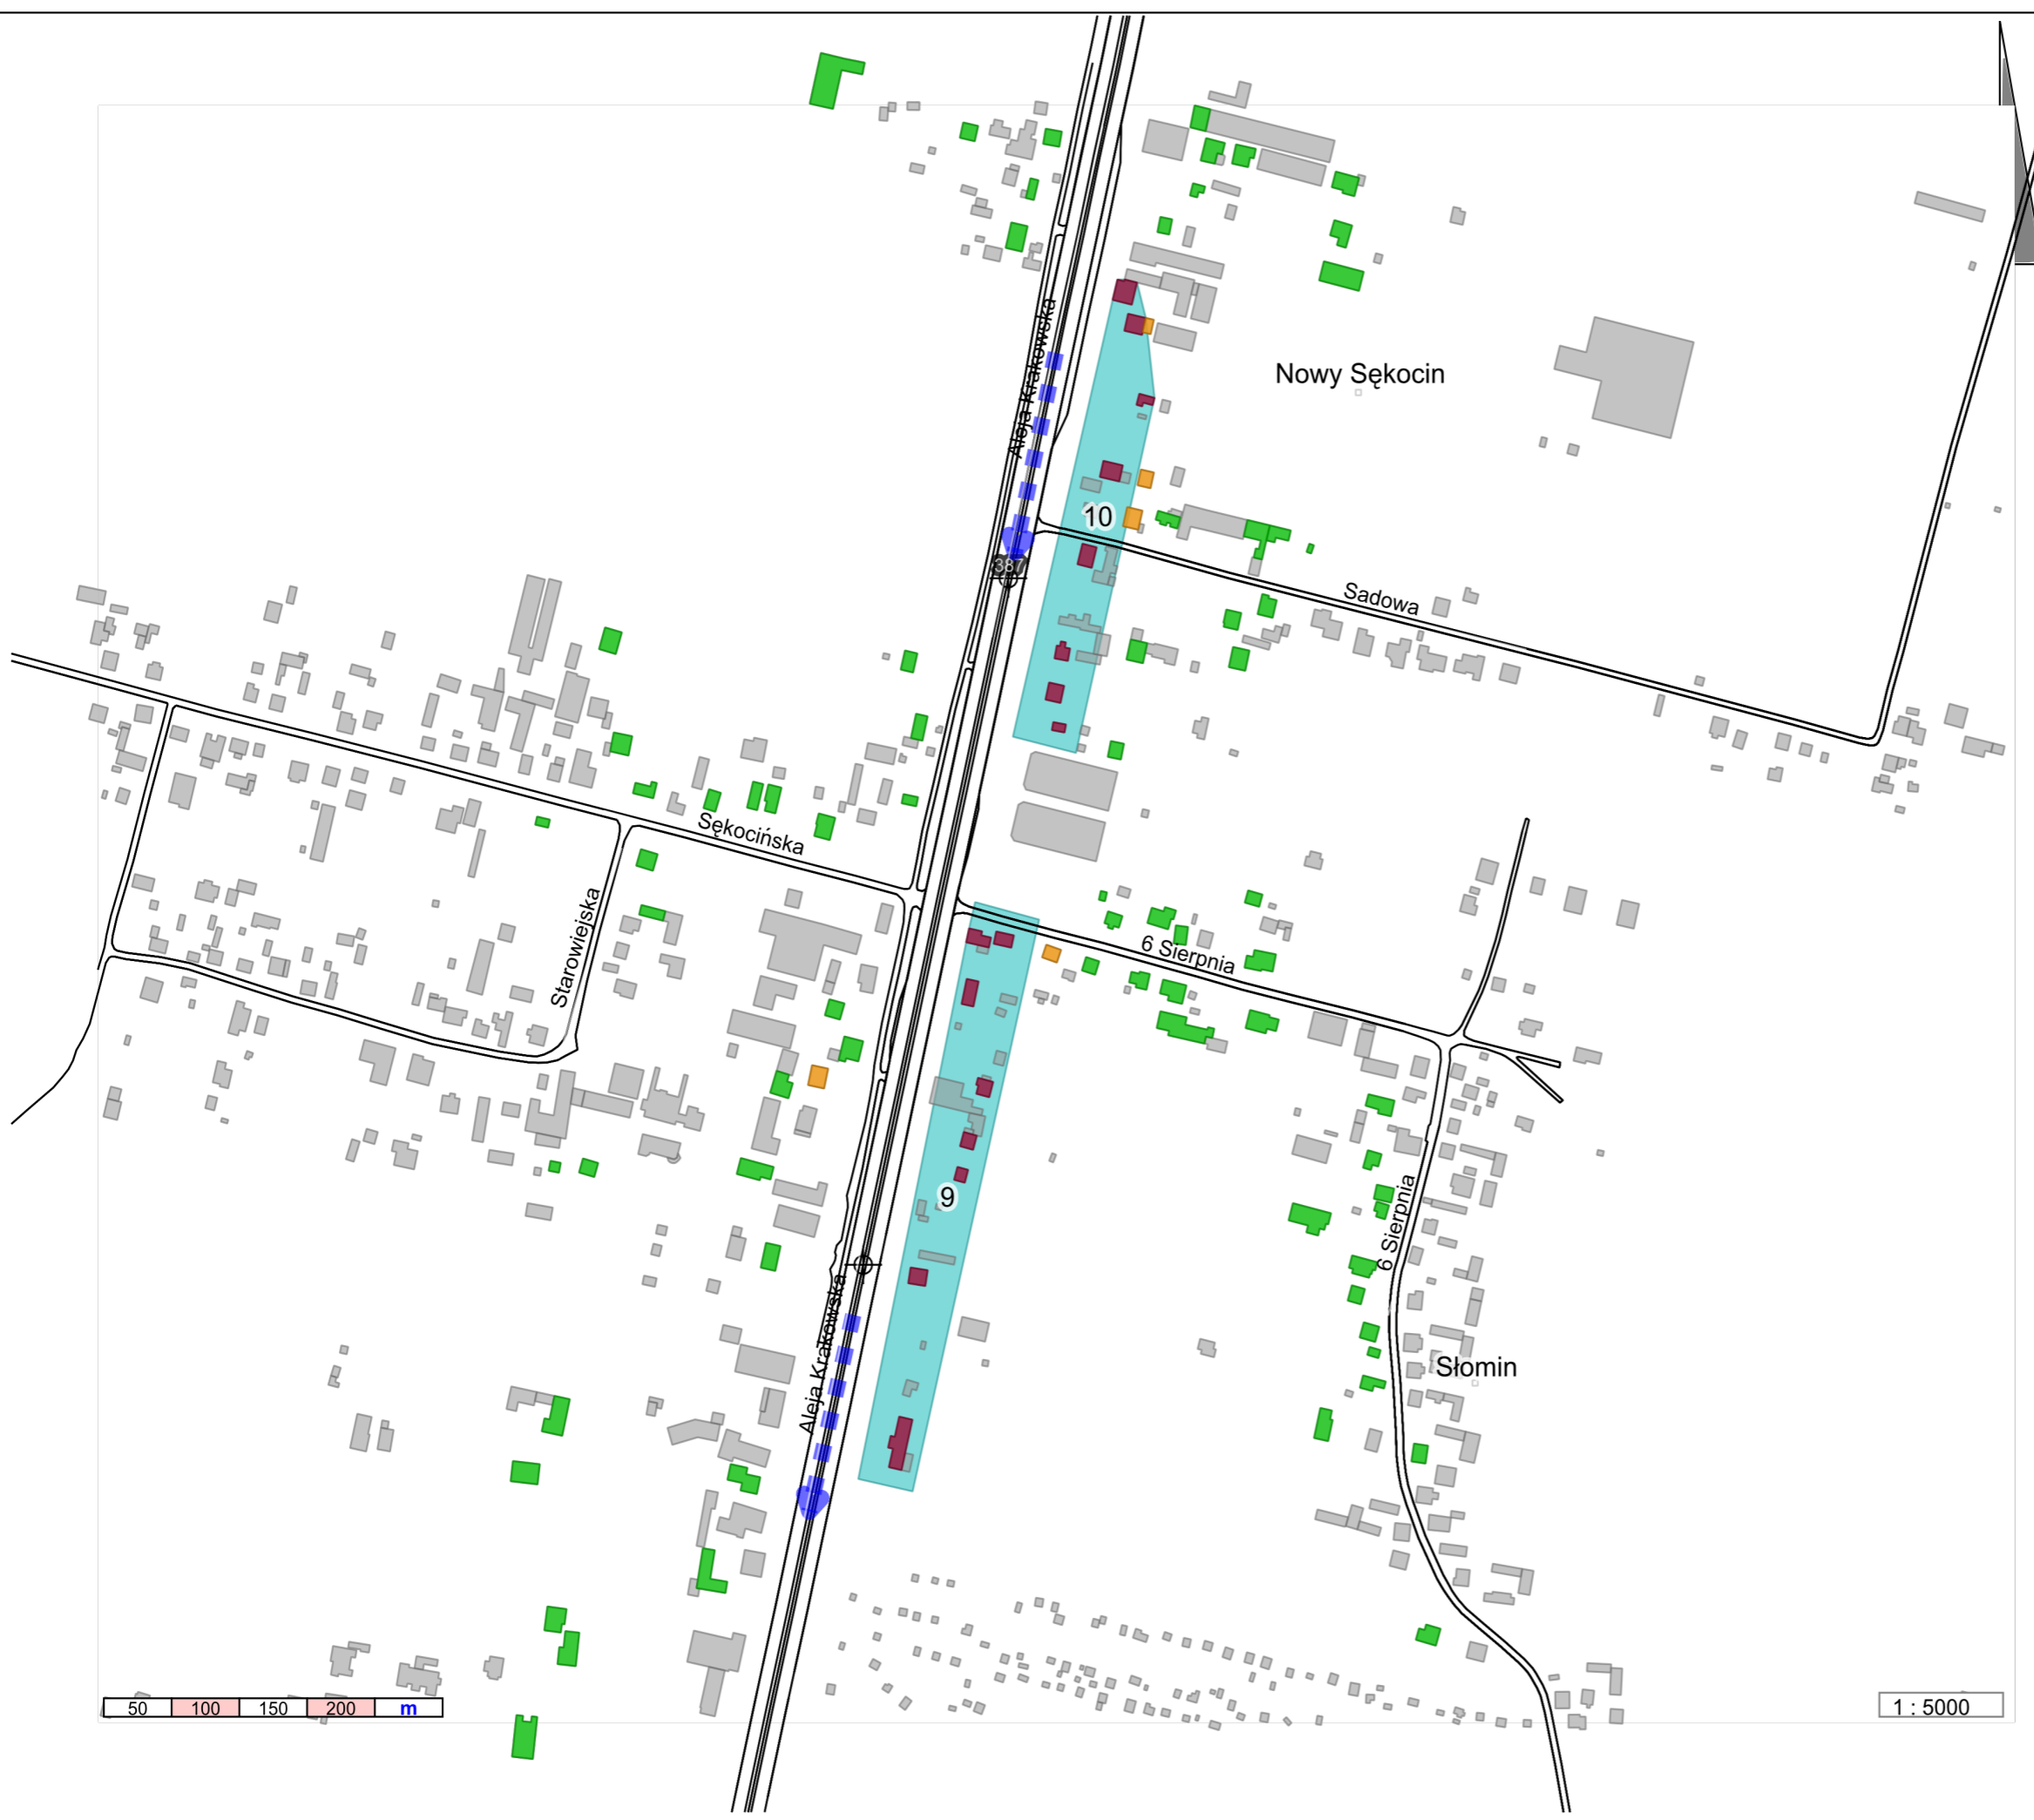 Aleja Krakowska
Nowy Sękocin
10
387
Sadowa
Sękocińska
Starowiejska
6 Sierpnia
9
6 Sierpnia
Aleja Krakowska
Słomin
50 100 150 200 m
1 : 5000